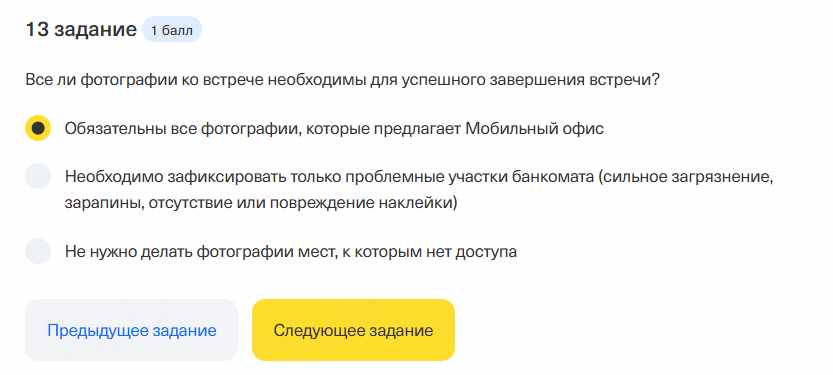 13 задание 1 балл
Все ли фотографии ко встрече необходимы для успешного завершения встречи?
Обязательны все фотографии, которые предлагает Мобильный офис
Необходимо зафиксировать только проблемные участки банкомата (сильное загрязнение,
зарапины, отсутствие или повреждение наклейки)
Не нужно делать фотографии мест, к которым нет доступа
Предыдущее задание
Следующее задание